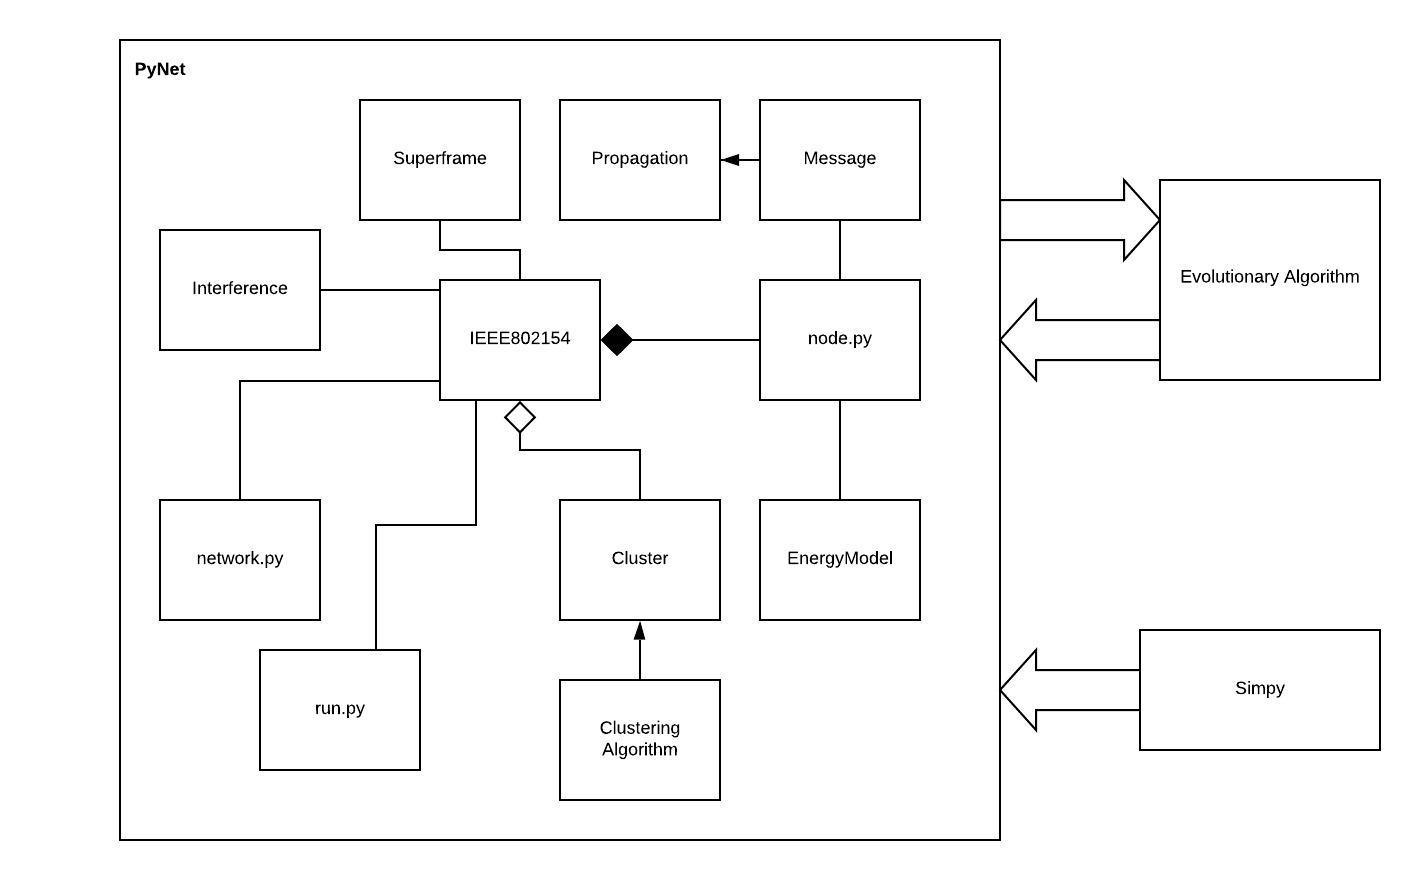 PyNet
Superframe
Propagation
Message
Interference
IEEE802154
node.py
Evolutionary Algorithm
network.py
Cluster
EnergyModel
run.py
Clustering
Algorithm
Simpy